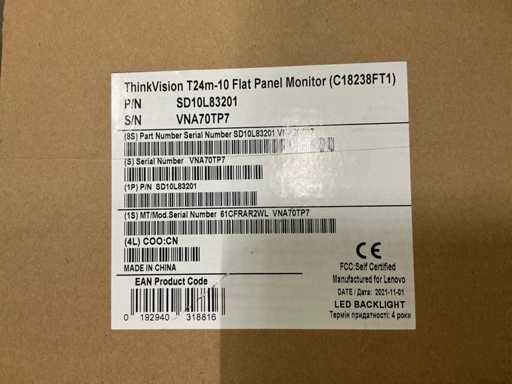 ThinkVision T24m-10 Flat Panel Monitor (C18238FT1)
P/N SD10L83201
S/N VNA70TP7
(8S) Part Number Serial Number SD10L83201 VNA70TP7
(S) Serial Number VNA70TP7
(1P) P/N SD10L83201
(1S) MT/Mod.Serial Number 61CFRAR2WL VNA70TP7
(4L) COO:CN
MADE IN CHINA
CE
FCC:Self Certified
Manufactured for Lenovo
DATE / Дата: 2021-11-01
LED BACKLIGHT
Термін придатності: 4 роки
EAN Product Code
0 192940 318816